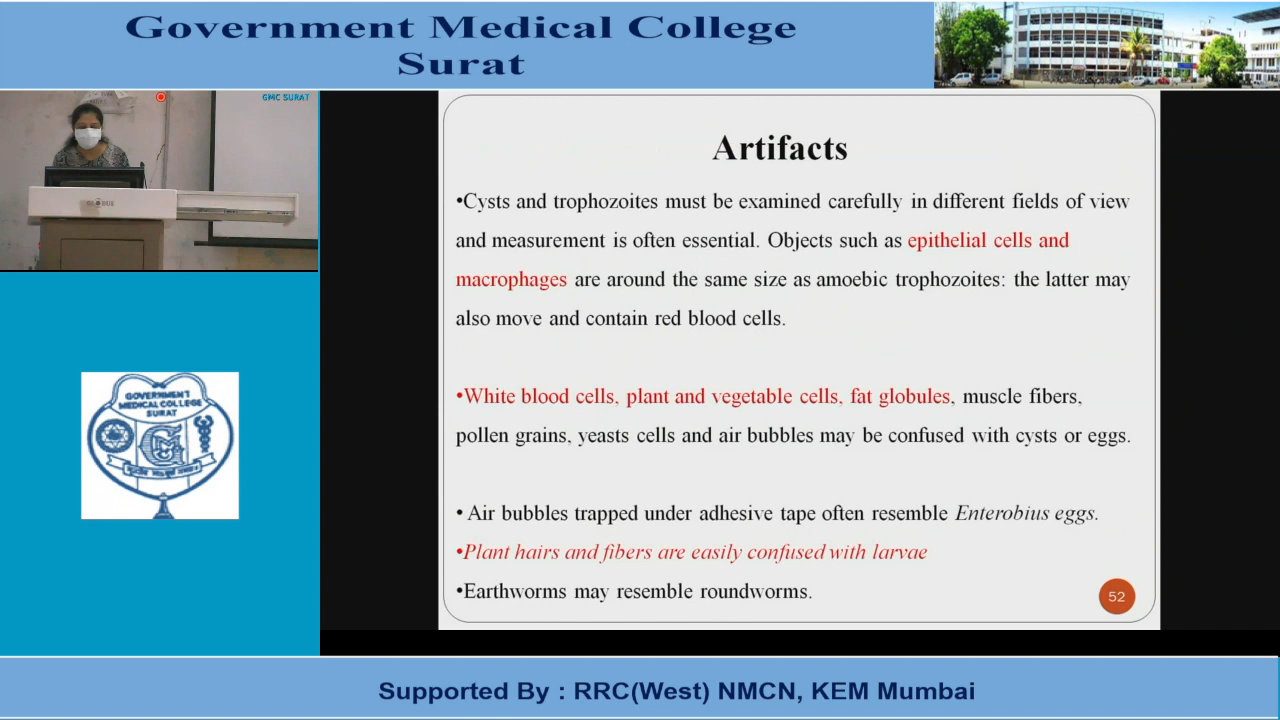 Government Medical College
Surat
GMC SURAT
GLOBUS
GOVERNMENT
MEDICAL COLLEGE
SURAT
Artifacts
•Cysts and trophozoites must be examined carefully in different fields of view
and measurement is often essential. Objects such as epithelial cells and
macrophages are around the same size as amoebic trophozoites: the latter may
also move and contain red blood cells.
•White blood cells, plant and vegetable cells, fat globules, muscle fibers,
pollen grains, yeasts cells and air bubbles may be confused with cysts or eggs.
• Air bubbles trapped under adhesive tape often resemble Enterobius eggs.
•Plant hairs and fibers are easily confused with larvae
•Earthworms may resemble roundworms.
52
Supported By : RRC(West) NMCN, KEM Mumbai